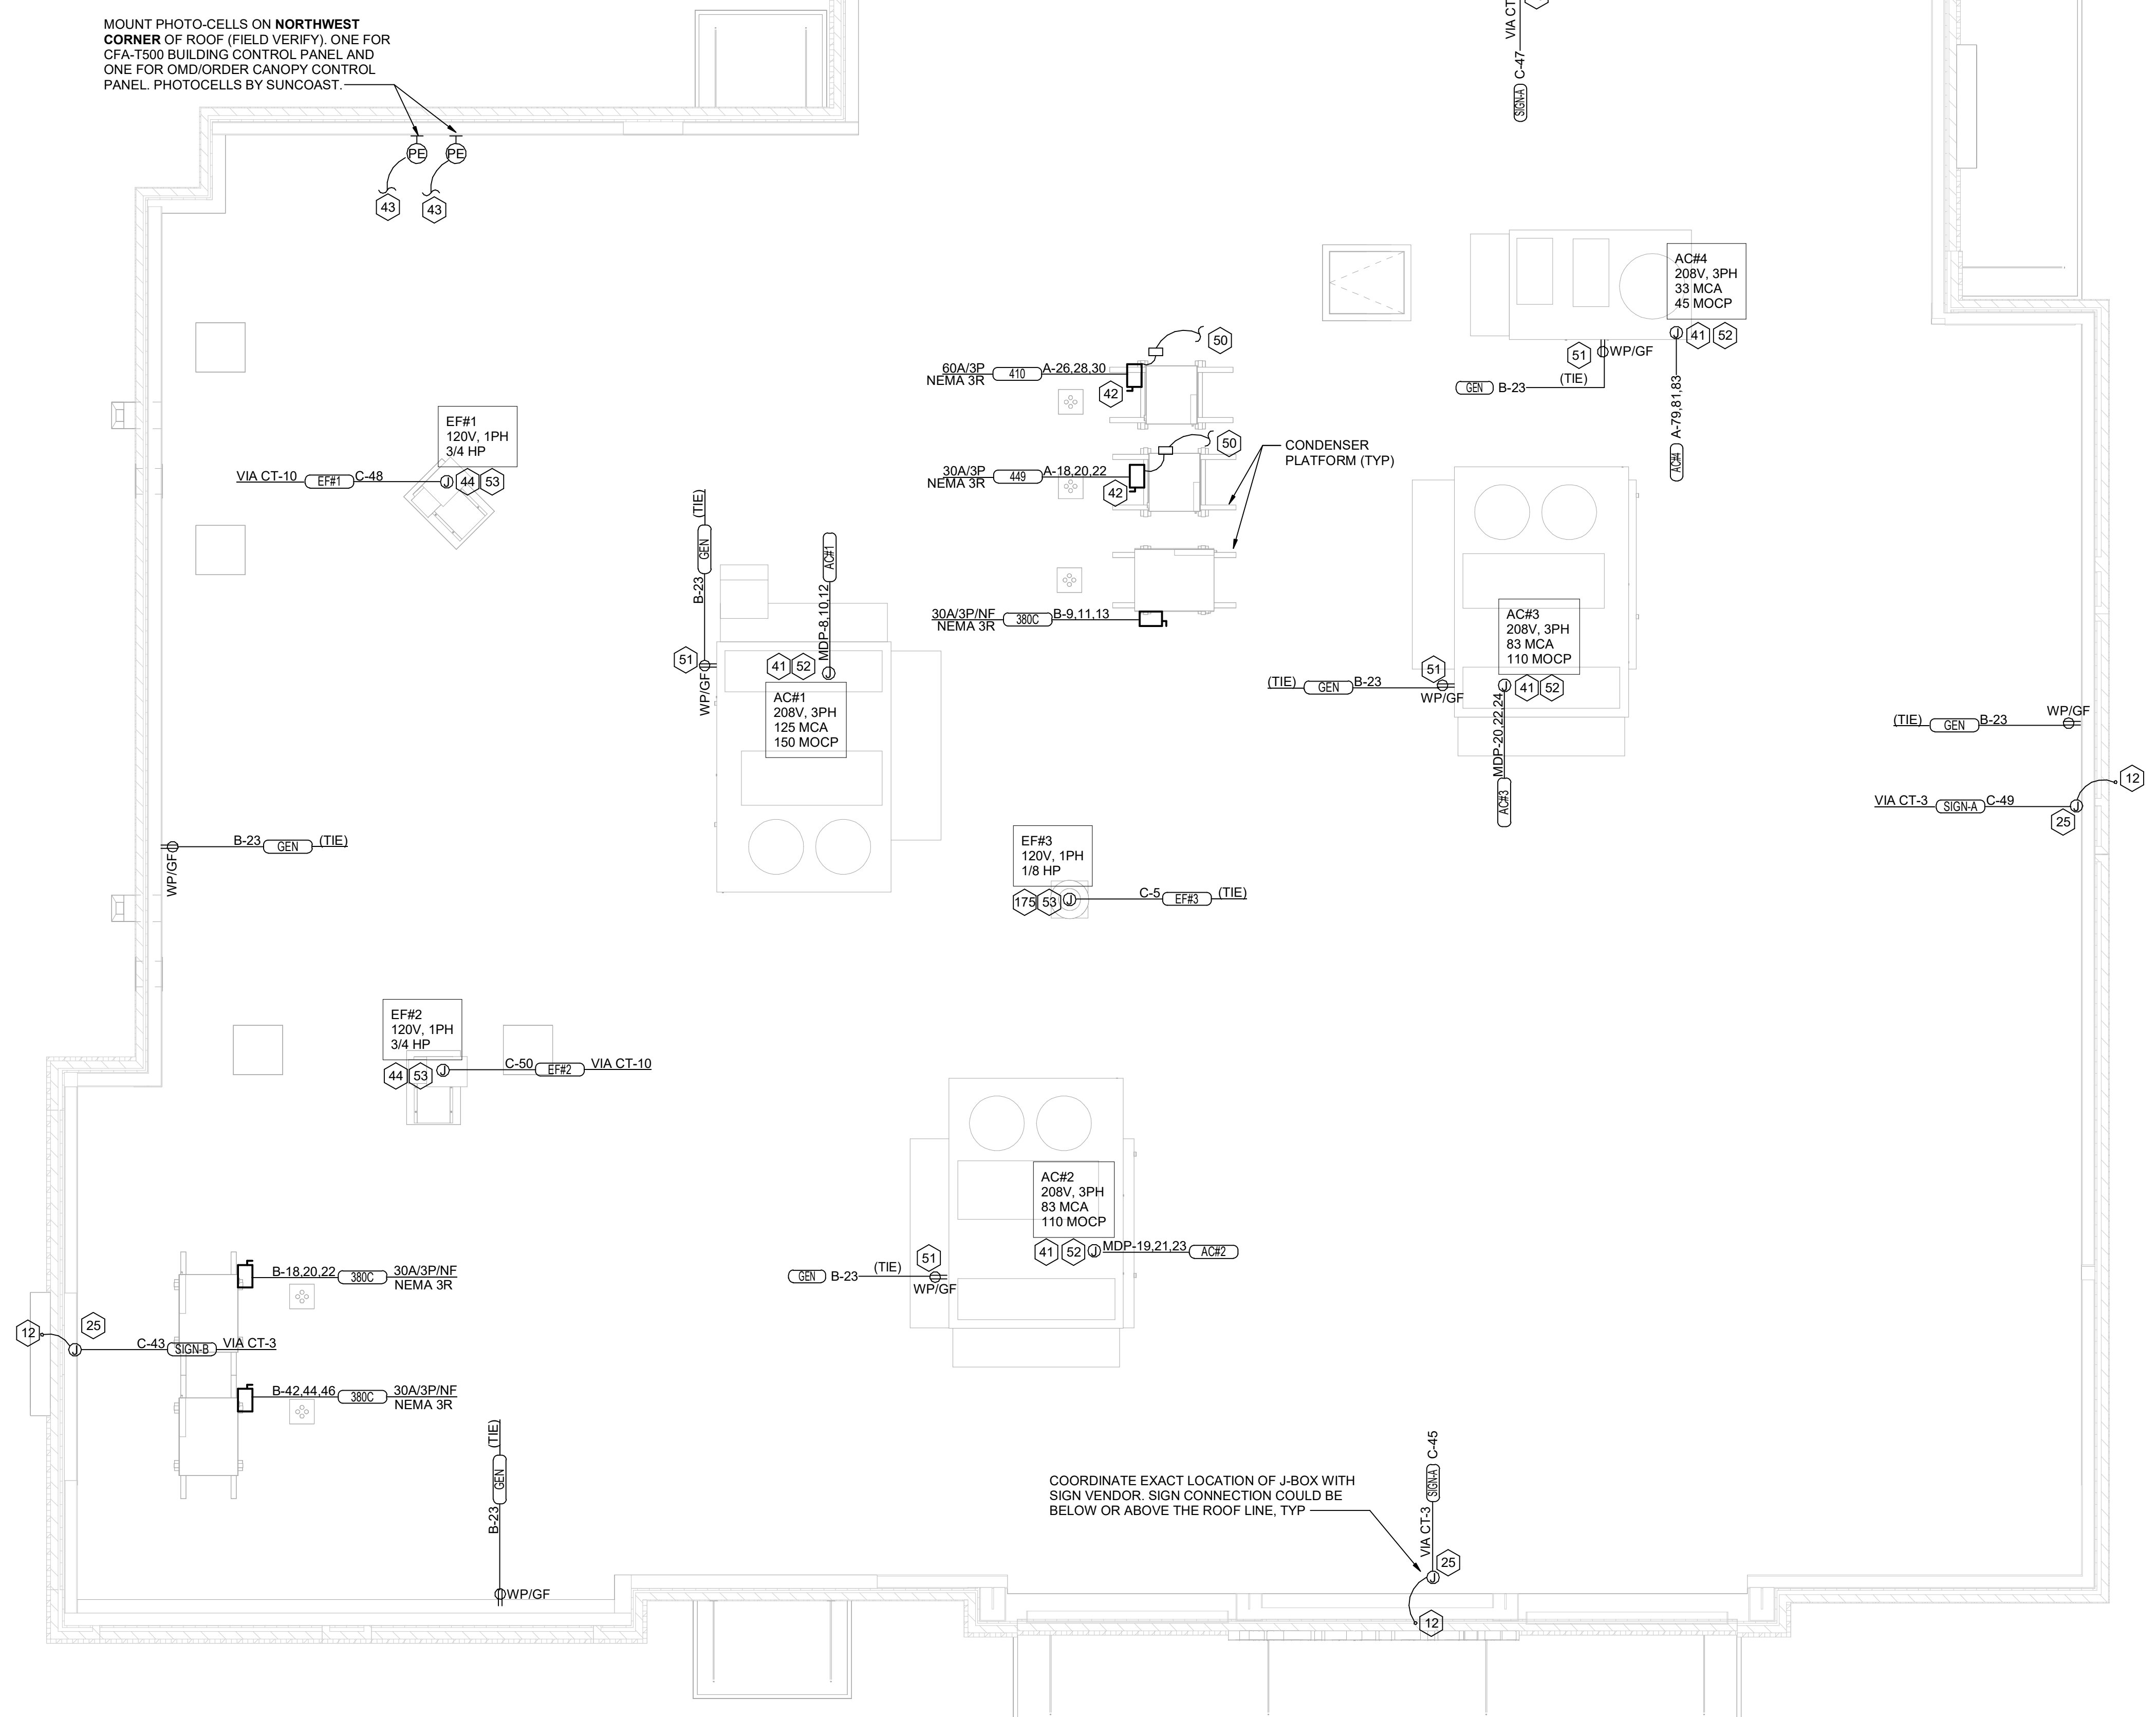 MOUNT PHOTO-CELLS ON NORTHWEST
CORNER OF ROOF (FIELD VERIFY). ONE FOR
CFA-T500 BUILDING CONTROL PANEL AND
ONE FOR OMD/ORDER CANOPY CONTROL
PANEL. PHOTOCELLS BY SUNCOAST.
PE
PE
43
43
VIA CT
C-47
SIGN-A
AC#4
208V, 3PH
33 MCA
45 MOCP
J
41
52
51
WP/GF
GEN
B-23
(TIE)
A-79,81,83
AC#4
50
60A/3P
NEMA 3R
410
A-26,28,30
42
50
30A/3P
NEMA 3R
449
A-18,20,22
42
CONDENSER
PLATFORM (TYP)
30A/3P/NF
NEMA 3R
380C
B-9,11,13
EF#1
120V, 1PH
3/4 HP
VIA CT-10
EF#1
C-48
J
44
53
(TIE)
GEN
B-23
51
WP/GF
AC#1
MDP-8,10,12
41
52
J
AC#1
208V, 3PH
125 MCA
150 MOCP
AC#3
208V, 3PH
83 MCA
110 MOCP
(TIE)
GEN
B-23
51
WP/GF
J
41
52
MDP-20,22,24
AC#3
(TIE)
GEN
B-23
WP/GF
12
VIA CT-3
SIGN-A
C-49
J
25
WP/GF
B-23
GEN
(TIE)
EF#3
120V, 1PH
1/8 HP
175
53
J
C-5
EF#3
(TIE)
EF#2
120V, 1PH
3/4 HP
44
53
J
C-50
EF#2
VIA CT-10
AC#2
208V, 3PH
83 MCA
110 MOCP
41
52
J
MDP-19,21,23
AC#2
GEN
B-23
(TIE)
51
WP/GF
B-18,20,22
380C
30A/3P/NF
NEMA 3R
12
25
J
C-43
SIGN-B
VIA CT-3
B-42,44,46
380C
30A/3P/NF
NEMA 3R
(TIE)
GEN
B-23
WP/GF
COORDINATE EXACT LOCATION OF J-BOX WITH
SIGN VENDOR. SIGN CONNECTION COULD BE
BELOW OR ABOVE THE ROOF LINE, TYP
C-45
SIGN-A
VIA CT-3
25
J
12